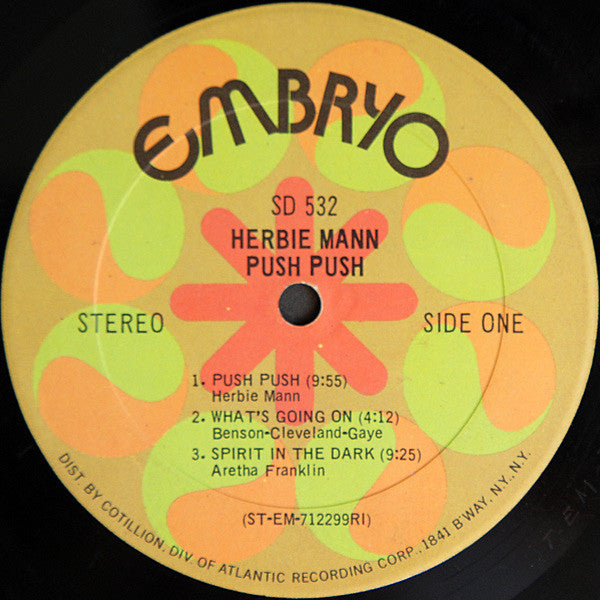 EMBRYO
SD 532
HERBIE MANN
PUSH PUSH
STEREO
SIDE ONE
1. PUSH PUSH (9:55)
Herbie Mann
2. WHAT'S GOING ON (4:12)
Benson-Cleveland-Gaye
3. SPIRIT IN THE DARK (9:25)
Aretha Franklin
(ST-EM-712299RI)
DIST. BY COTILLION, DIV. OF ATLANTIC RECORDING CORP., 1841 B'WAY, N.Y., N.Y.